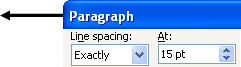 Paragraph
Line spacing: At:
Exactly 15 pt